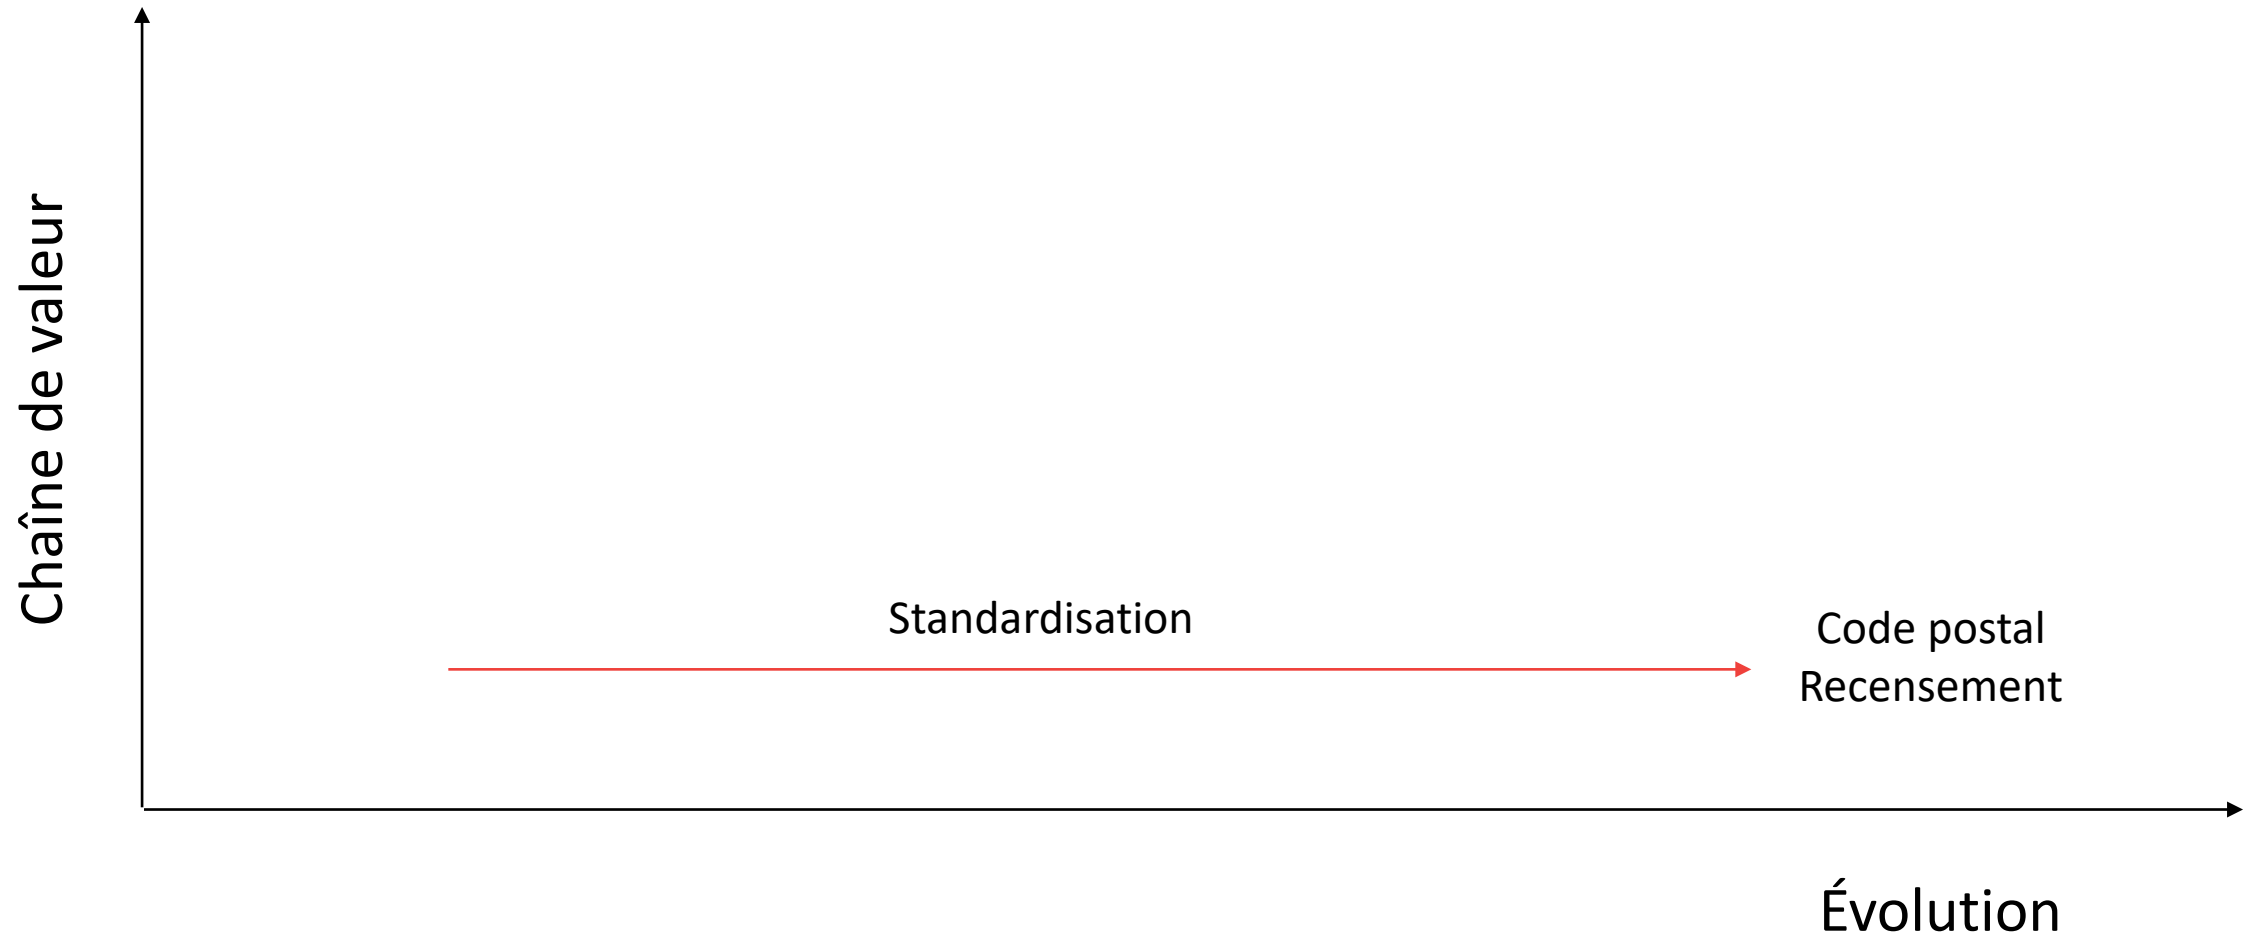 Chaîne de valeur
Standardisation
Code postal
Recensement
Évolution